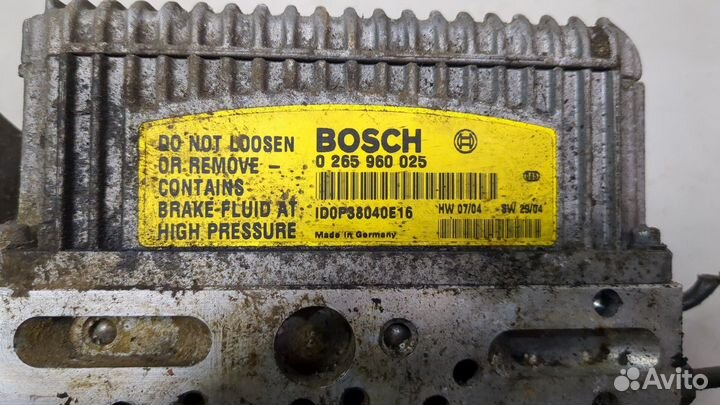 DO NOT LOOSEN
OR REMOVE -
CONTAINS
BRAKE FLUID AT
HIGH PRESSURE
BOSCH
0 265 960 025
ID0P38040E16
HW 07/04 SW 29/04
Made in Germany
Avito